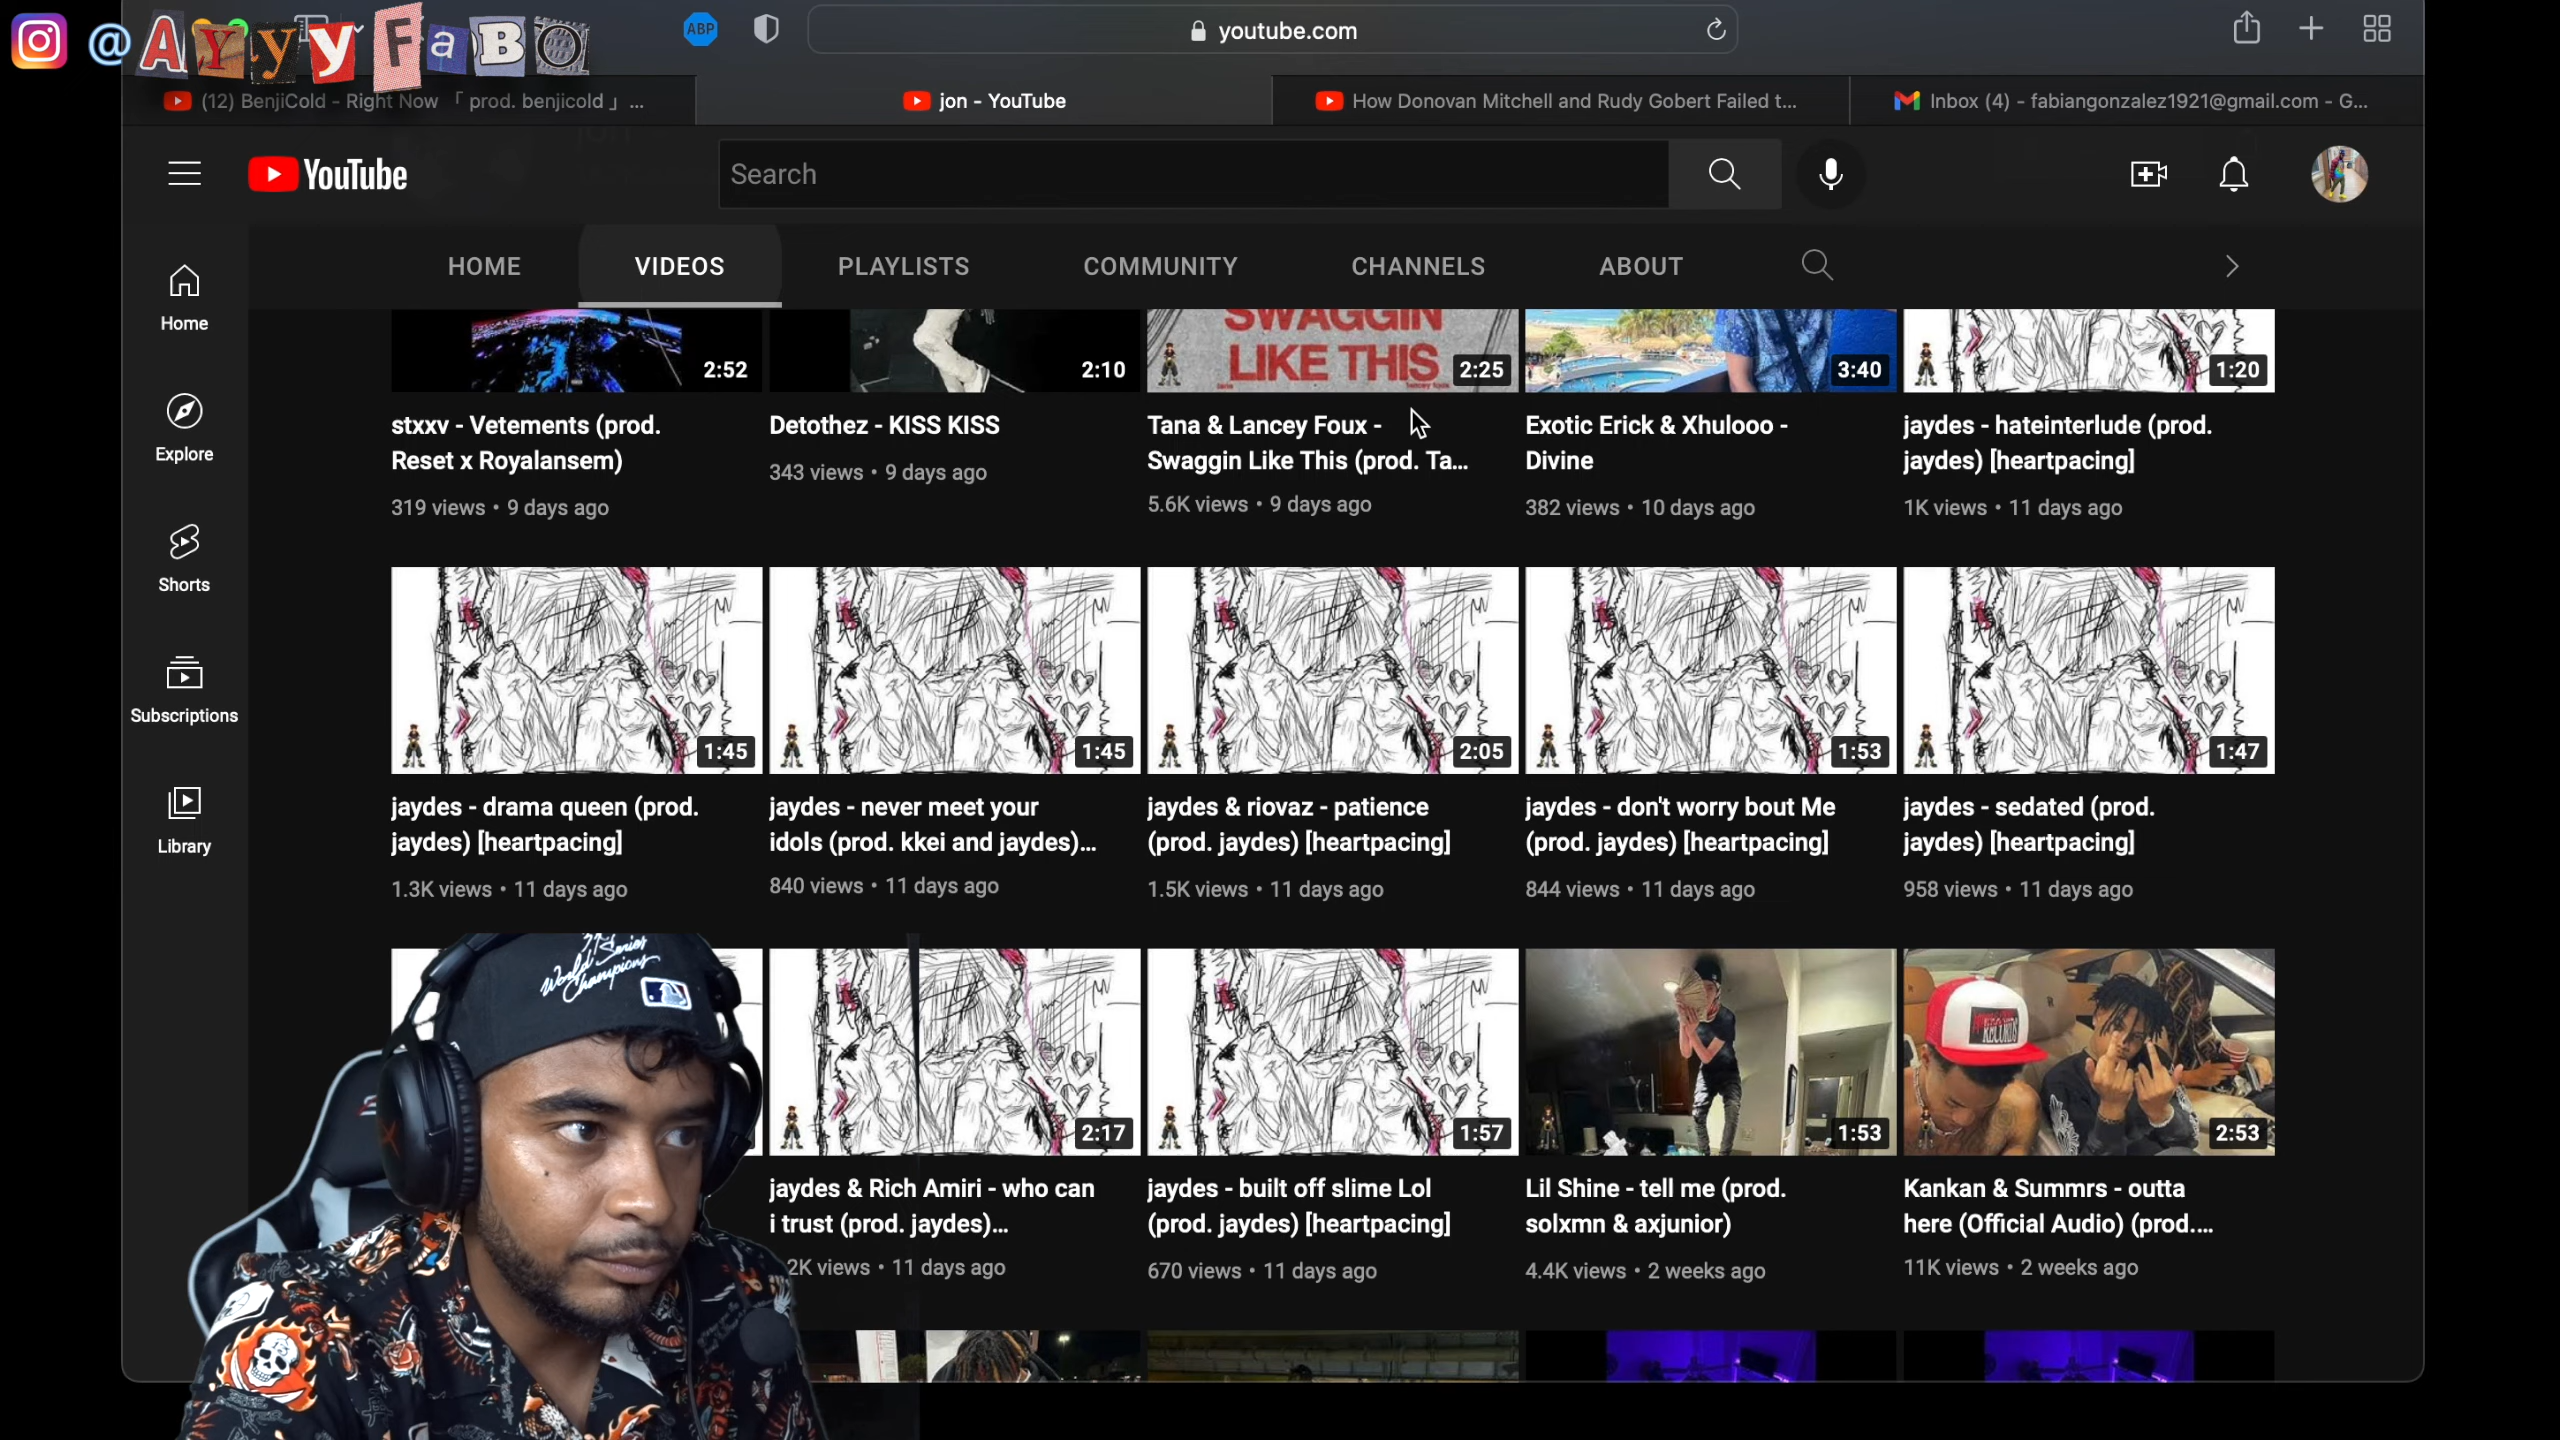 @AYyyFaBO
ABP
youtube.com
(12) BenjiCold - Right Now 「 prod. benjicold 」 ...
jon - YouTube
How Donovan Mitchell and Rudy Gobert Failed t...
Inbox (4) - fabiangonzalez1921@gmail.com - G...
YouTube
Search
HOME
VIDEOS
PLAYLISTS
COMMUNITY
CHANNELS
ABOUT
Home
Explore
Shorts
Subscriptions
Library
2:52
2:10
SWAGGIN
LIKE THIS
2:25
3:40
1:20
stxxv - Vetements (prod.
Reset x Royalansem)
319 views • 9 days ago
Detothez - KISS KISS
343 views • 9 days ago
Tana & Lancey Foux -
Swaggin Like This (prod. Ta...
5.6K views • 9 days ago
Exotic Erick & Xhulooo -
Divine
382 views • 10 days ago
jaydes - hateinterlude (prod.
jaydes) [heartpacing]
1K views • 11 days ago
1:45
1:45
2:05
1:53
1:47
jaydes - drama queen (prod.
jaydes) [heartpacing]
1.3K views • 11 days ago
jaydes - never meet your
idols (prod. kkei and jaydes)...
840 views • 11 days ago
jaydes & riovaz - patience
(prod. jaydes) [heartpacing]
1.5K views • 11 days ago
jaydes - don't worry bout Me
(prod. jaydes) [heartpacing]
844 views • 11 days ago
jaydes - sedated (prod.
jaydes) [heartpacing]
958 views • 11 days ago
World Series
Champions
2:17
1:57
1:53
RECORDS
2:53
jaydes & Rich Amiri - who can
i trust (prod. jaydes)...
2K views • 11 days ago
jaydes - built off slime Lol
(prod. jaydes) [heartpacing]
670 views • 11 days ago
Lil Shine - tell me (prod.
solxmn & axjunior)
4.4K views • 2 weeks ago
Kankan & Summrs - outta
here (Official Audio) (prod....
11K views • 2 weeks ago